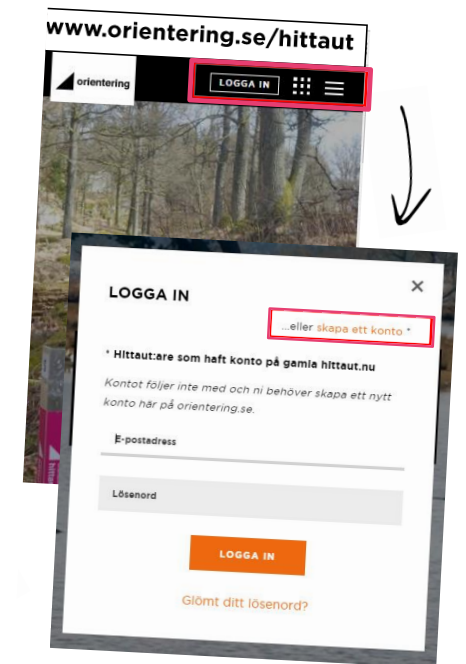 www.orientering.se/hittaut
orientering
LOGGA IN
LOGGA IN
...eller skapa ett konto *
* Hittaut:are som haft konto på gamla hittaut.nu
Kontot följer inte med och ni behöver skapa ett nytt
konto här på orientering.se.
E-postadress
Lösenord
LOGGA IN
Glömt ditt lösenord?